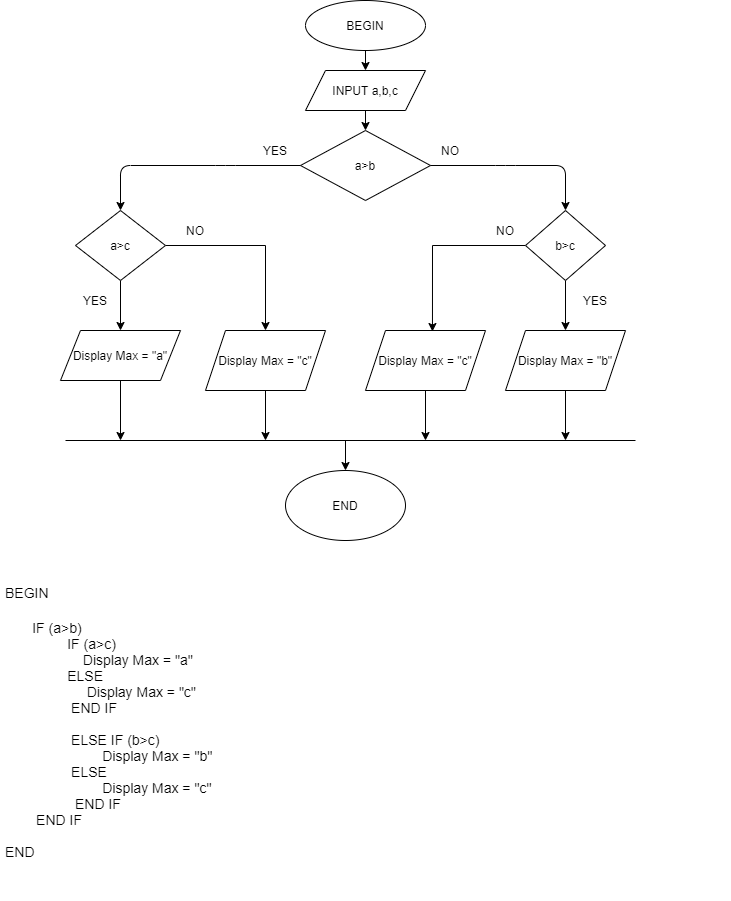 BEGIN
INPUT a,b,c
YES
NO
a>b
NO
NO
a>c
b>c
YES
YES
Display Max = "a"
Display Max = "c"
Display Max = "c"
Display Max = "b"
END
BEGIN
IF (a>b)
IF (a>c)
Display Max = "a"
ELSE
Display Max = "c"
END IF
ELSE IF (b>c)
Display Max = "b"
ELSE
Display Max = "c"
END IF
END IF
END